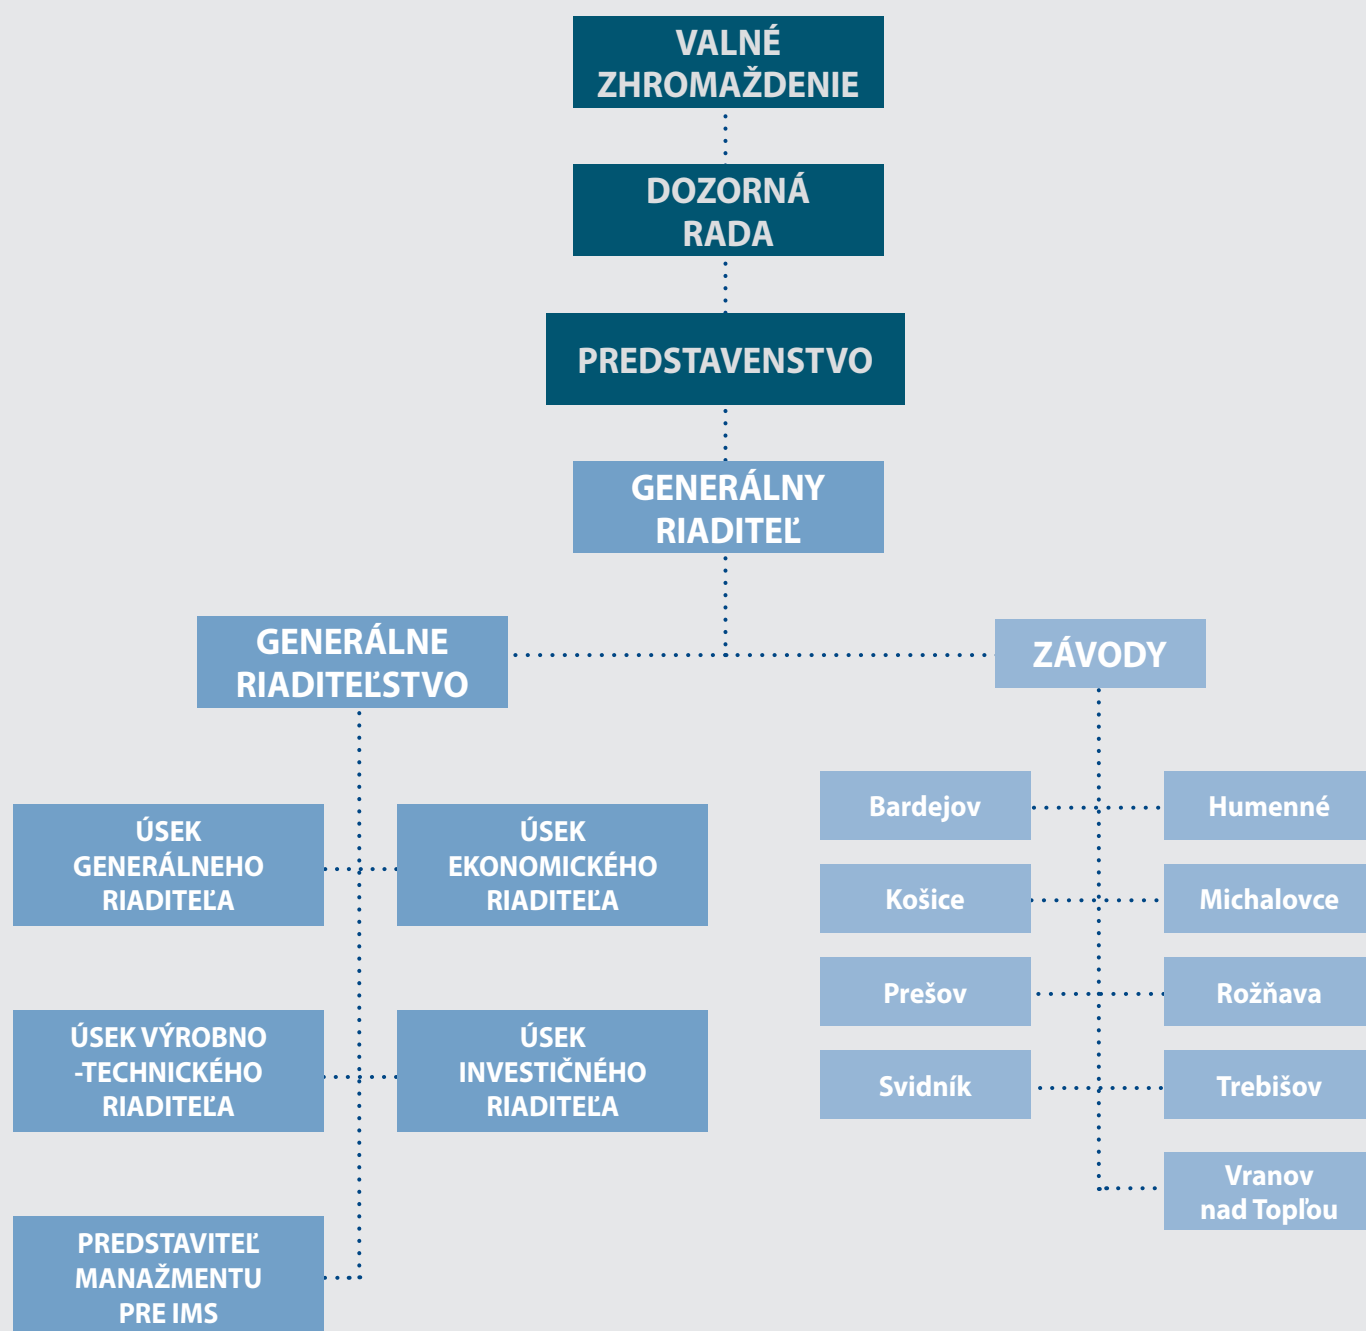 VALNÉ
ZHROMAŽDENIE
DOZORNÁ
RADA
PREDSTAVENSTVO
GENERÁLNY
RIADITEĽ
GENERÁLNE
RIADITEĽSTVO
ZÁVODY
ÚSEK
GENERÁLNEHO
RIADITEĽA
ÚSEK
EKONOMICKÉHO
RIADITEĽA
ÚSEK VÝROBNO
-TECHNICKÉHO
RIADITEĽA
ÚSEK
INVESTIČNÉHO
RIADITEĽA
PREDSTAVITEĽ
MANAŽMENTU
PRE IMS
Bardejov
Humenné
Košice
Michalovce
Prešov
Rožňava
Svidník
Trebišov
Vranov
nad Topľou